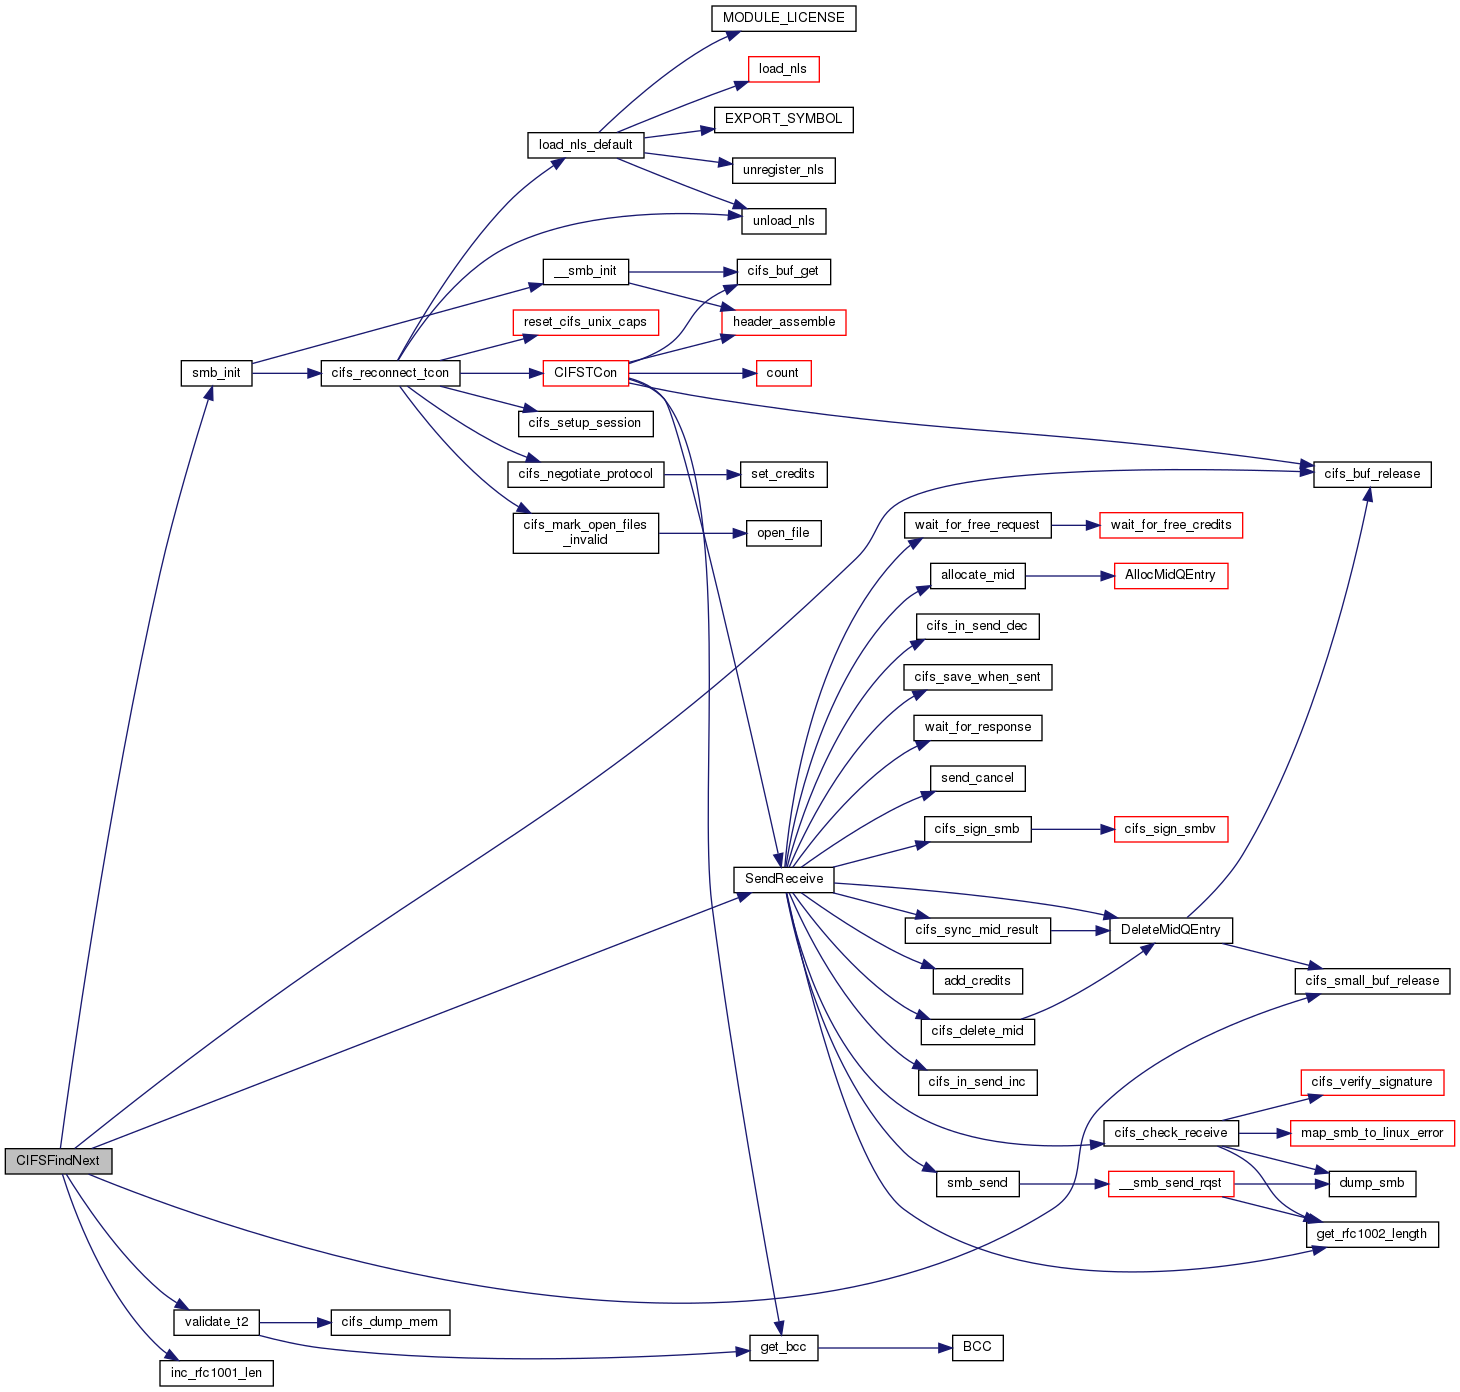 MODULE_LICENSE
load_nls
EXPORT_SYMBOL
load_nls_default
unregister_nls
unload_nls
__smb_init
cifs_buf_get
reset_cifs_unix_caps
header_assemble
smb_init
cifs_reconnect_tcon
CIFSTCon
count
cifs_setup_session
cifs_negotiate_protocol
set_credits
cifs_buf_release
cifs_mark_open_files
_invalid
open_file
wait_for_free_request
wait_for_free_credits
allocate_mid
AllocMidQEntry
cifs_in_send_dec
cifs_save_when_sent
wait_for_response
send_cancel
cifs_sign_smb
cifs_sign_smbv
SendReceive
cifs_sync_mid_result
DeleteMidQEntry
add_credits
cifs_small_buf_release
cifs_delete_mid
cifs_in_send_inc
cifs_verify_signature
cifs_check_receive
map_smb_to_linux_error
CIFSFindNext
smb_send
__smb_send_rqst
dump_smb
get_rfc1002_length
validate_t2
cifs_dump_mem
get_bcc
BCC
inc_rfc1001_len